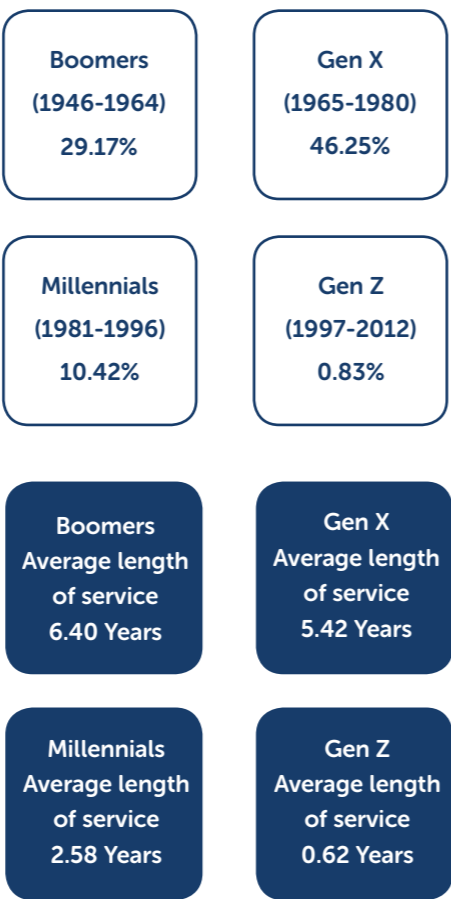 Boomers
(1946-1964)
29.17%
Gen X
(1965-1980)
46.25%
Millennials
(1981-1996)
10.42%
Gen Z
(1997-2012)
0.83%
Boomers
Average length
of service
6.40 Years
Gen X
Average length
of service
5.42 Years
Millennials
Average length
of service
2.58 Years
Gen Z
Average length
of service
0.62 Years